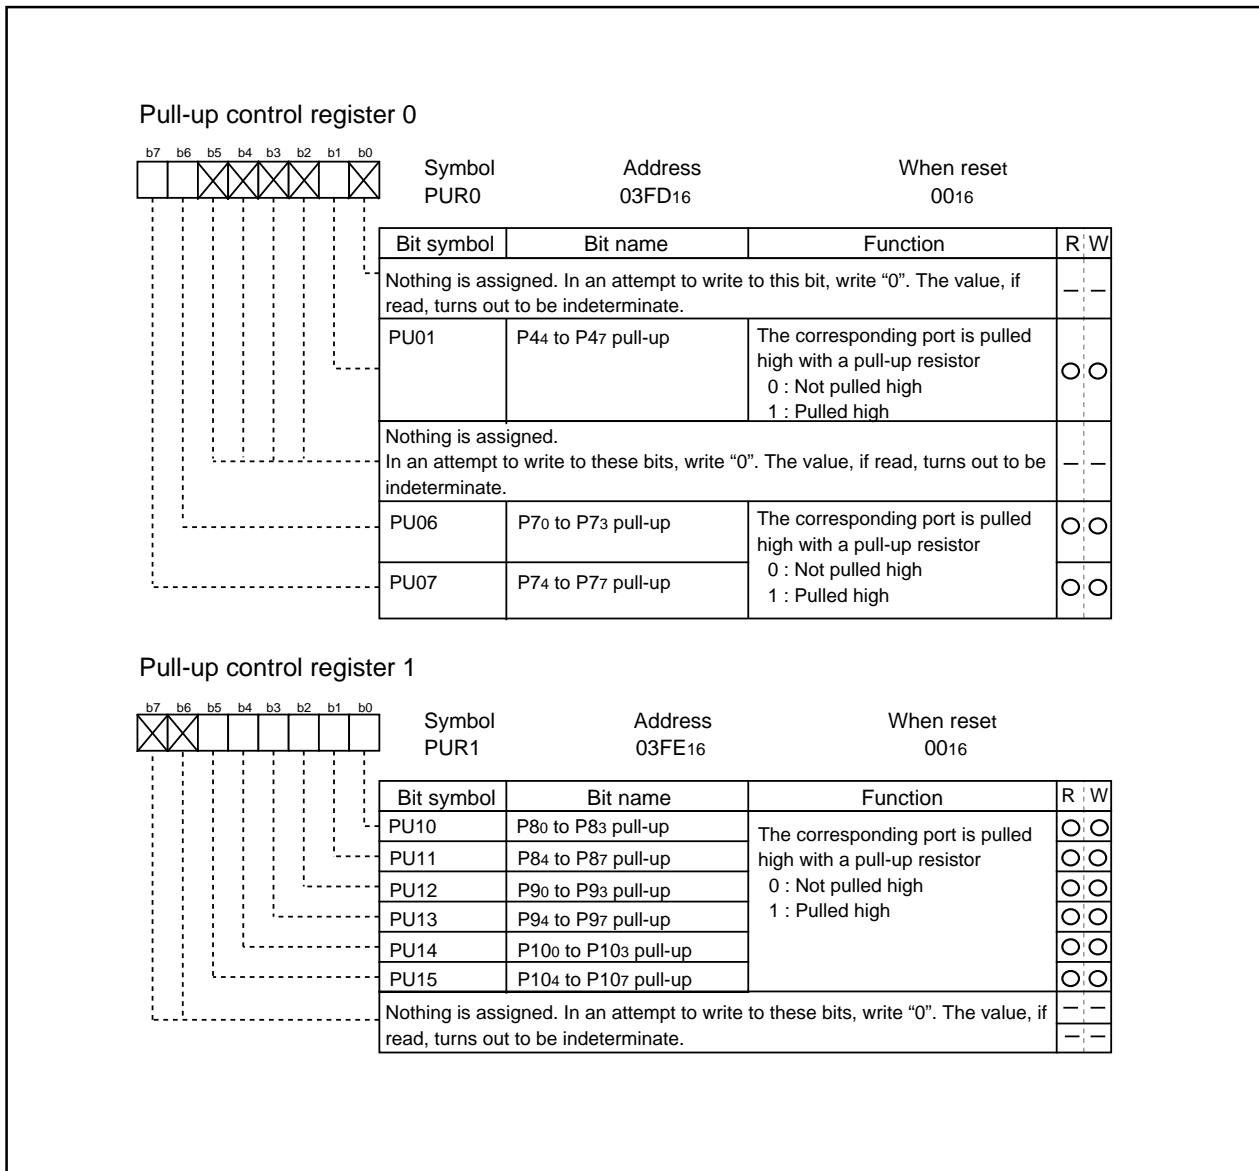 Pull-up control register 0
b7 b6 b5 b4 b3 b2 b1 b0
Symbol Address When reset
PUR0 03FD16 0016
Bit symbol Bit name Function R W
Nothing is assigned. In an attempt to write to this bit, write “0”. The value, if
read, turns out to be indeterminate.
– –
PU01 P44 to P47 pull-up The corresponding port is pulled
high with a pull-up resistor
0 : Not pulled high
1 : Pulled high
Nothing is assigned.
In an attempt to write to these bits, write “0”. The value, if read, turns out to be
indeterminate.
– –
PU06 P70 to P73 pull-up The corresponding port is pulled
high with a pull-up resistor
0 : Not pulled high
PU07 P74 to P77 pull-up 1 : Pulled high
Pull-up control register 1
b7 b6 b5 b4 b3 b2 b1 b0
Symbol Address When reset
PUR1 03FE16 0016
Bit symbol Bit name Function R W
PU10 P80 to P83 pull-up The corresponding port is pulled
PU11 P84 to P87 pull-up high with a pull-up resistor
PU12 P90 to P93 pull-up 0 : Not pulled high
PU13 P94 to P97 pull-up 1 : Pulled high
PU14 P100 to P103 pull-up
PU15 P104 to P107 pull-up
Nothing is assigned. In an attempt to write to these bits, write “0”. The value, if – –
read, turns out to be indeterminate. – –